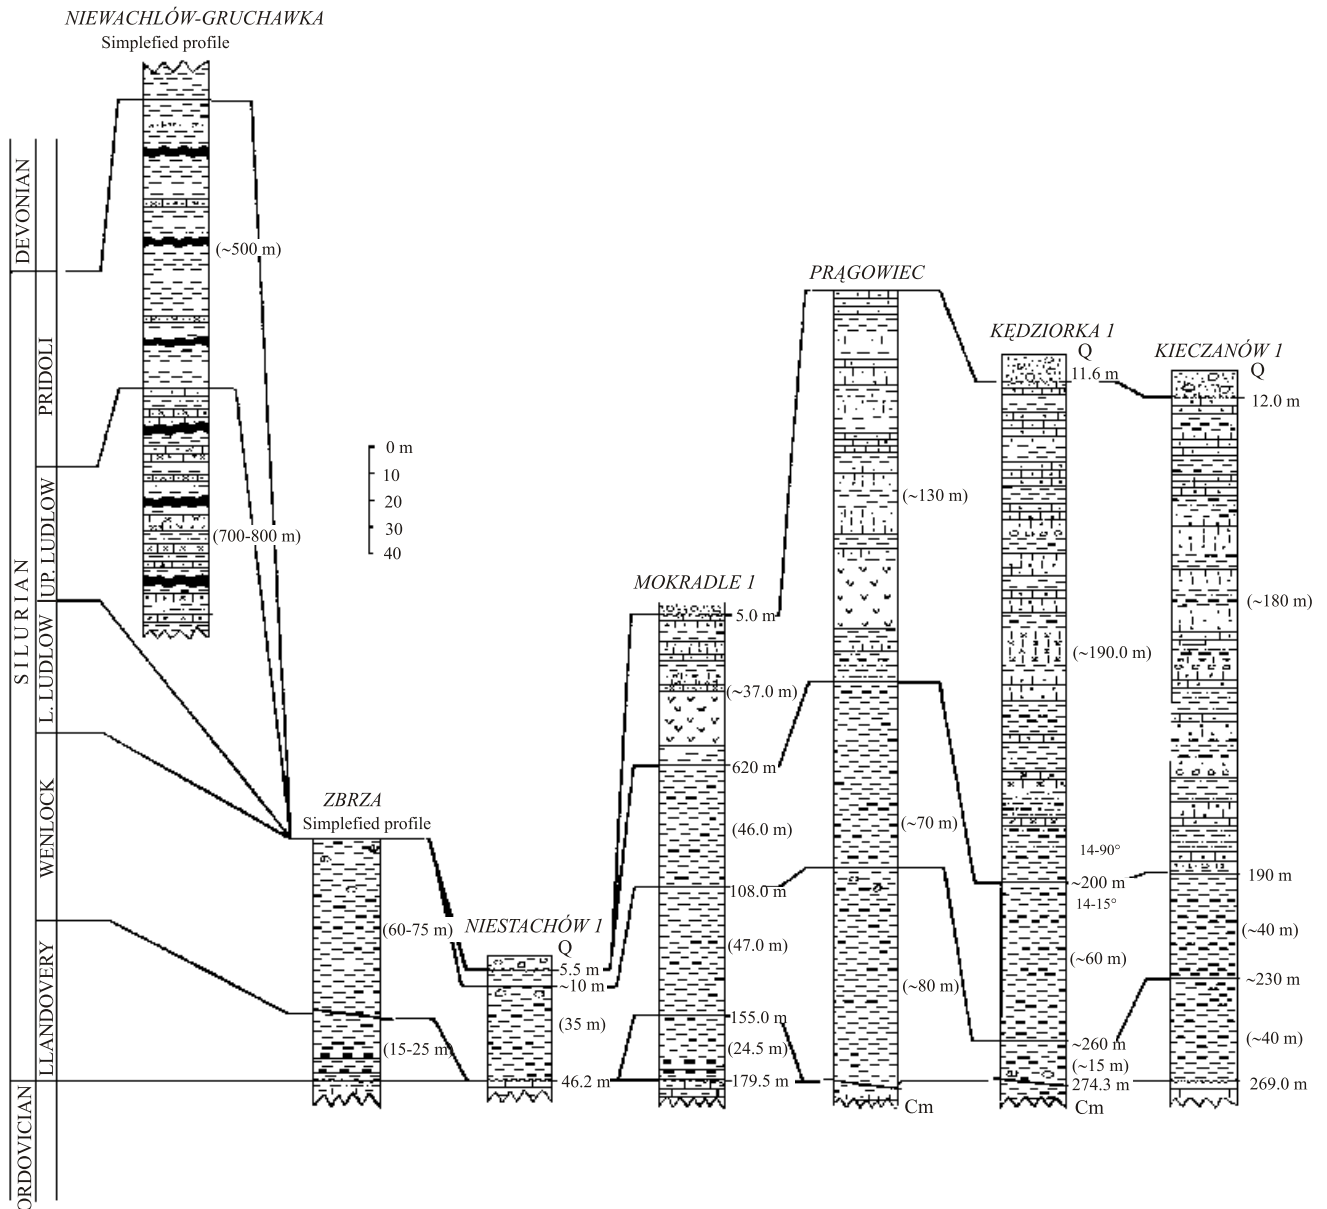 NIEWACHLÓW-GRUCHAWKA
Simplefied profile
(~500 m)
(700-800 m)
DEVONIAN
SILURIAN
PRIDOLI
UP. LUDLOW
L. LUDLOW
WENLOCK
LLANDOVERY
ORDOVICIAN
0 m
10
20
30
40
ZBRZA
Simplefied profile
(60-75 m)
(15-25 m)
NIESTACHÓW 1
Q
5.5 m
~10 m
(35 m)
46.2 m
MOKRADLE 1
5.0 m
(~37.0 m)
620 m
(46.0 m)
108.0 m
(47.0 m)
155.0 m
(24.5 m)
179.5 m
PRĄGOWIEC
(~130 m)
(~70 m)
(~80 m)
Cm
KĘDZIORKA 1
Q
11.6 m
(~190.0 m)
14-90°
~200 m
14-15°
(~60 m)
~260 m
(~15 m)
274.3 m
Cm
KIECZANÓW 1
Q
12.0 m
(~180 m)
190 m
(~40 m)
~230 m
(~40 m)
269.0 m